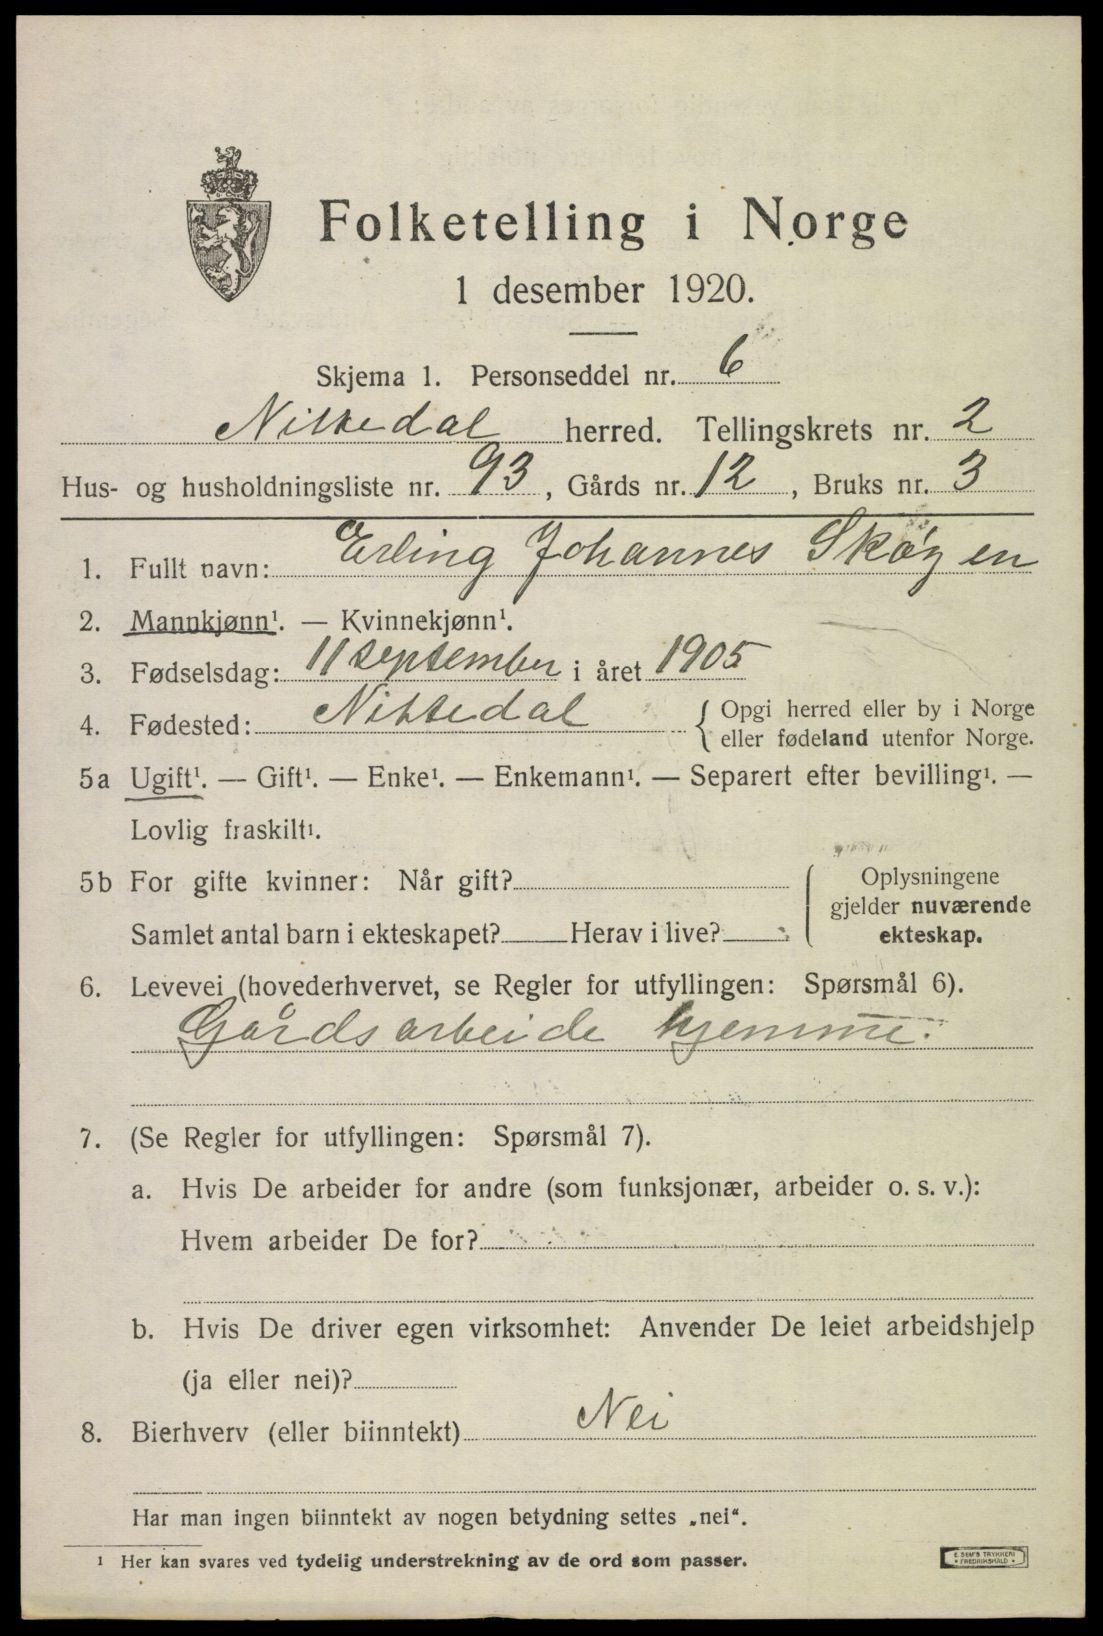 Folketelling i Norge
1 desember 1920.
Skjema 1. Personseddel nr. 6
Nittedal herred. Tellingskrets nr. 2
Hus- og husholdningsliste nr. 93, Gårds nr. 12, Bruks nr. 3
1. Fullt navn: Erling Johannes Skøyen
2. Mannkjønn¹. — Kvinnekjønn¹.
3. Fødselsdag: 11 september i året 1905
4. Fødested: Nittedal { Opgi herred eller by i Norge
eller fødeland utenfor Norge.
5a Ugift¹. — Gift¹. — Enke¹. — Enkemann¹. — Separert efter bevilling¹. —
Lovlig fraskilt¹.
5b For gifte kvinner: Når gift?
Samlet antal barn i ekteskapet? Herav i live?
Oplysningene
gjelder nuværende
ekteskap.
6. Levevei (hovederhvervet, se Regler for utfyllingen: Spørsmål 6).
Gårdsarbeide hjemme.
7. (Se Regler for utfyllingen: Spørsmål 7).
a. Hvis De arbeider for andre (som funksjonær, arbeider o. s. v.):
Hvem arbeider De for?
b. Hvis De driver egen virksomhet: Anvender De leiet arbeidshjelp
(ja eller nei)?
8. Bierhverv (eller biinntekt) Nei
Har man ingen biinntekt av nogen betydning settes „nei“.
¹ Her kan svares ved tydelig understrekning av de ord som passer.
E. SEM'S TRYKKERI
FREDRIKSHALD